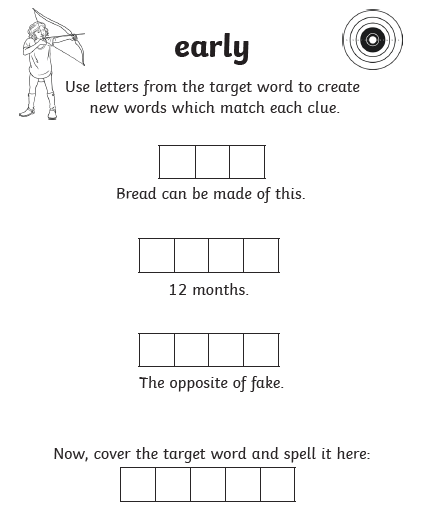 early
Use letters from the target word to create
new words which match each clue.
Bread can be made of this.
12 months.
The opposite of fake.
Now, cover the target word and spell it here: